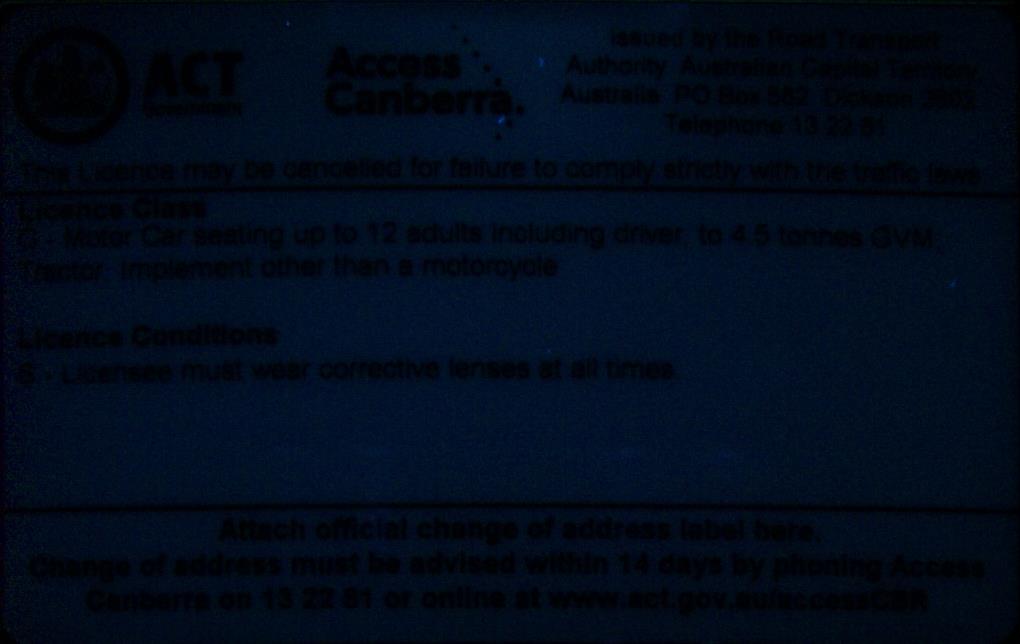 ACT
Government
Access
Canberra.
Issued by the Road Transport
Authority Australian Capital Territory,
Australia PO Box 582 Dickson 2602
Telephone 13 22 81
This Licence may be cancelled for failure to comply strictly with the traffic laws
Licence Class
C - Motor Car seating up to 12 adults including driver, to 4.5 tonnes GVM,
Tractor, Implement other than a motorcycle
Licence Conditions
S - Licensee must wear corrective lenses at all times.
Attach official change of address label here.
Change of address must be advised within 14 days by phoning Access
Canberra on 13 22 81 or online at www.act.gov.au/accessCBR